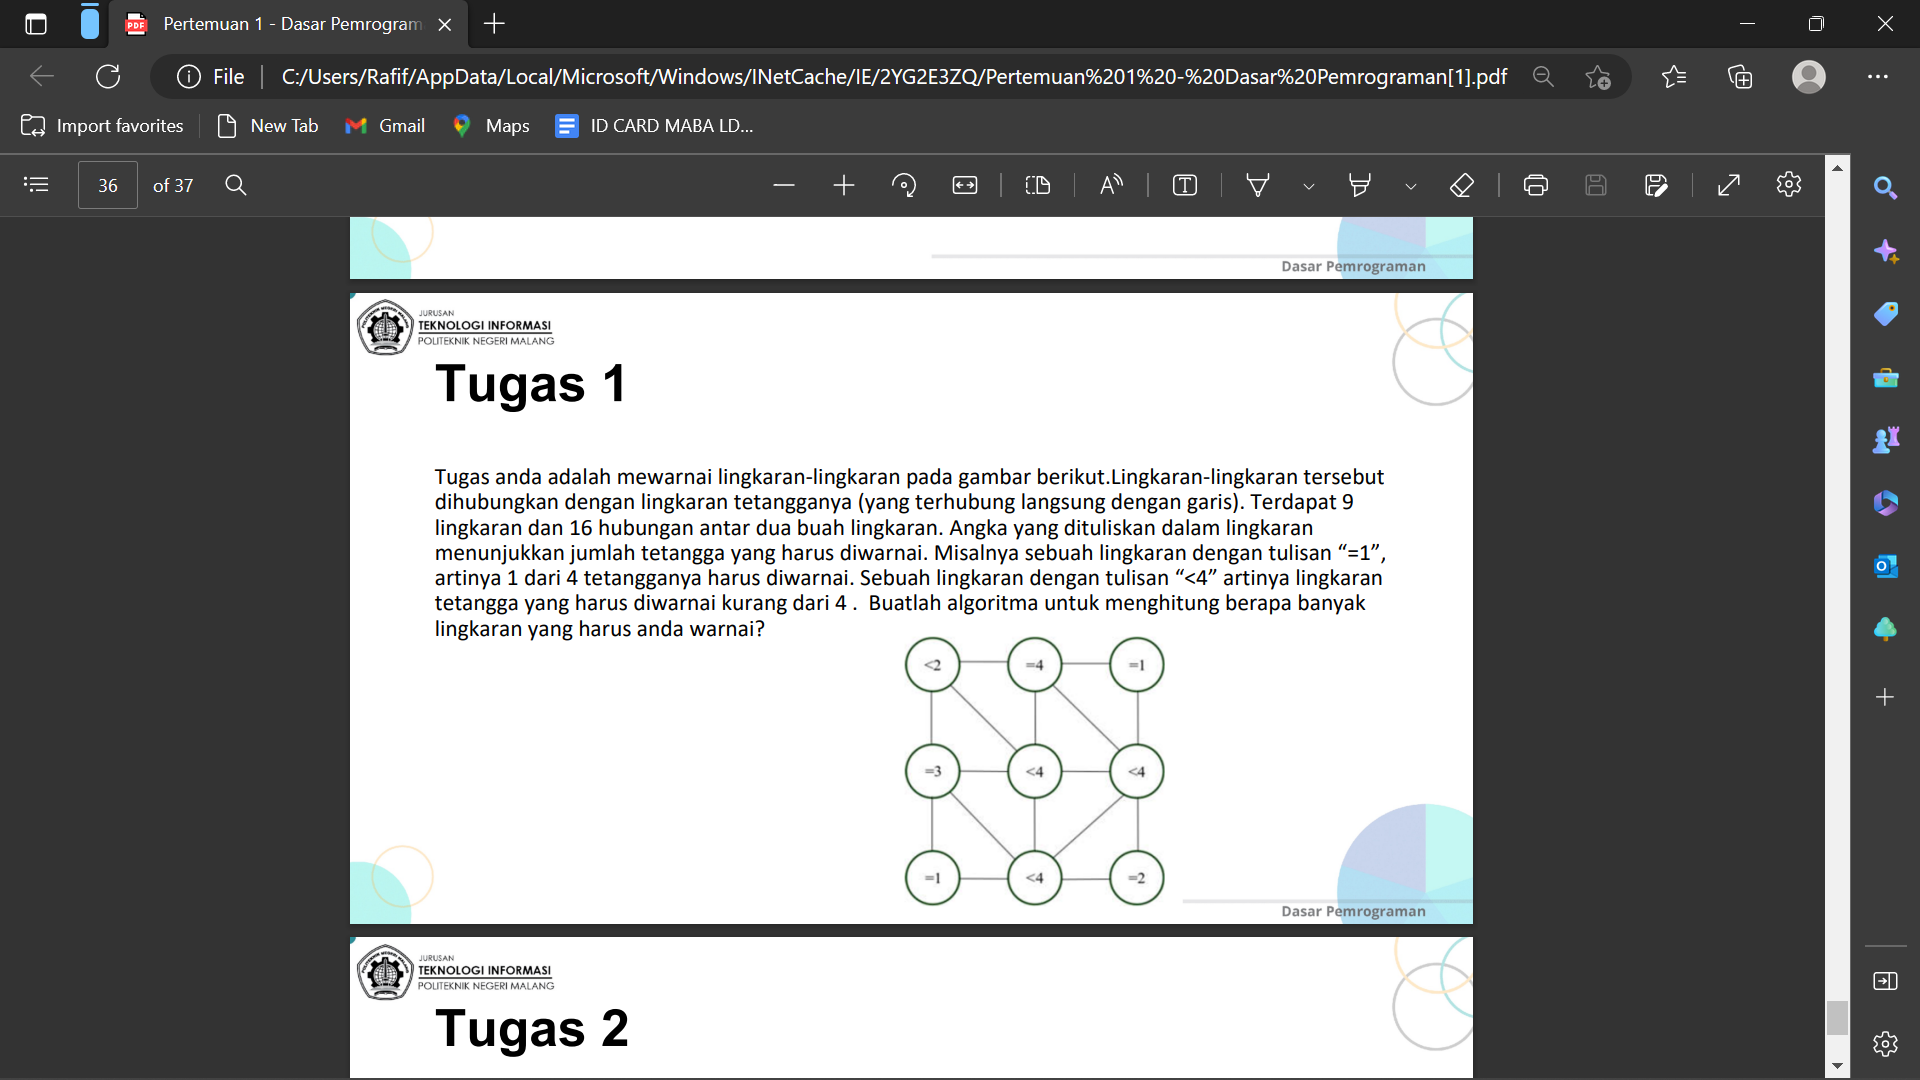 Pertemuan 1 - Dasar Pemrogram
File
C:/Users/Rafif/AppData/Local/Microsoft/Windows/INetCache/IE/2YG2E3ZQ/Pertemuan%201%20-%20Dasar%20Pemrograman[1].pdf
Import favorites
New Tab
Gmail
Maps
ID CARD MABA LD...
36
of 37
Dasar Pemrograman
JURUSAN
TEKNOLOGI INFORMASI
POLITEKNIK NEGERI MALANG
Tugas 1
Tugas anda adalah mewarnai lingkaran-lingkaran pada gambar berikut.Lingkaran-lingkaran tersebut
dihubungkan dengan lingkaran tetangganya (yang terhubung langsung dengan garis). Terdapat 9
lingkaran dan 16 hubungan antar dua buah lingkaran. Angka yang dituliskan dalam lingkaran
menunjukkan jumlah tetangga yang harus diwarnai. Misalnya sebuah lingkaran dengan tulisan “=1”,
artinya 1 dari 4 tetangganya harus diwarnai. Sebuah lingkaran dengan tulisan “<4” artinya lingkaran
tetangga yang harus diwarnai kurang dari 4 .  Buatlah algoritma untuk menghitung berapa banyak
lingkaran yang harus anda warnai?
<2 =4 =1
=3 <4 <4
=1 <4 =2
Dasar Pemrograman
JURUSAN
TEKNOLOGI INFORMASI
POLITEKNIK NEGERI MALANG
Tugas 2